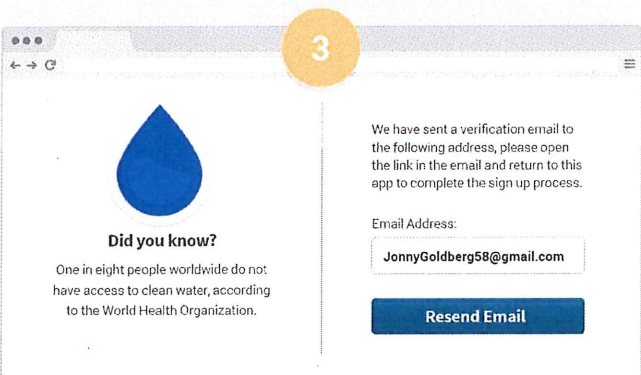 3
Did you know?
One in eight people worldwide do not
have access to clean water, according
to the World Health Organization.
We have sent a verification email to
the following address, please open
the link in the email and return to this
app to complete the sign up process.
Email Address:
JonnyGoldberg58@gmail.com
Resend Email